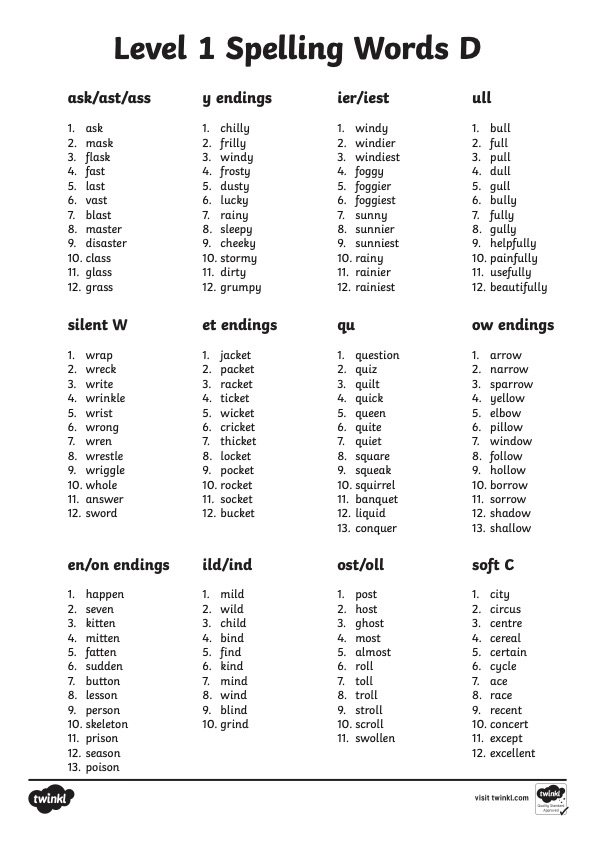 Level 1 Spelling Words D
ask/ast/ass
1. ask
2. mask
3. flask
4. fast
5. last
6. vast
7. blast
8. master
9. disaster
10. class
11. glass
12. grass
y endings
1. chilly
2. frilly
3. windy
4. frosty
5. dusty
6. lucky
7. rainy
8. sleepy
9. cheeky
10. stormy
11. dirty
12. grumpy
ier/iest
1. windy
2. windier
3. windiest
4. foggy
5. foggier
6. foggiest
7. sunny
8. sunnier
9. sunniest
10. rainy
11. rainier
12. rainiest
ull
1. bull
2. full
3. pull
4. dull
5. gull
6. bully
7. fully
8. gully
9. helpfully
10. painfully
11. usefully
12. beautifully
silent W
1. wrap
2. wreck
3. write
4. wrinkle
5. wrist
6. wrong
7. wren
8. wrestle
9. wriggle
10. whole
11. answer
12. sword
et endings
1. jacket
2. packet
3. racket
4. ticket
5. wicket
6. cricket
7. thicket
8. locket
9. pocket
10. rocket
11. socket
12. bucket
qu
1. question
2. quiz
3. quilt
4. quick
5. queen
6. quite
7. quiet
8. square
9. squeak
10. squirrel
11. banquet
12. liquid
13. conquer
ow endings
1. arrow
2. narrow
3. sparrow
4. yellow
5. elbow
6. pillow
7. window
8. follow
9. hollow
10. borrow
11. sorrow
12. shadow
13. shallow
en/on endings
1. happen
2. seven
3. kitten
4. mitten
5. fatten
6. sudden
7. button
8. lesson
9. person
10. skeleton
11. prison
12. season
13. poison
ild/ind
1. mild
2. wild
3. child
4. bind
5. find
6. kind
7. mind
8. wind
9. blind
10. grind
ost/oll
1. post
2. host
3. ghost
4. most
5. almost
6. roll
7. toll
8. troll
9. stroll
10. scroll
11. swollen
soft C
1. city
2. circus
3. centre
4. cereal
5. certain
6. cycle
7. ace
8. race
9. recent
10. concert
11. except
12. excellent
twinkl
visit twinkl.com
twinkl
Quality Standard
Approved